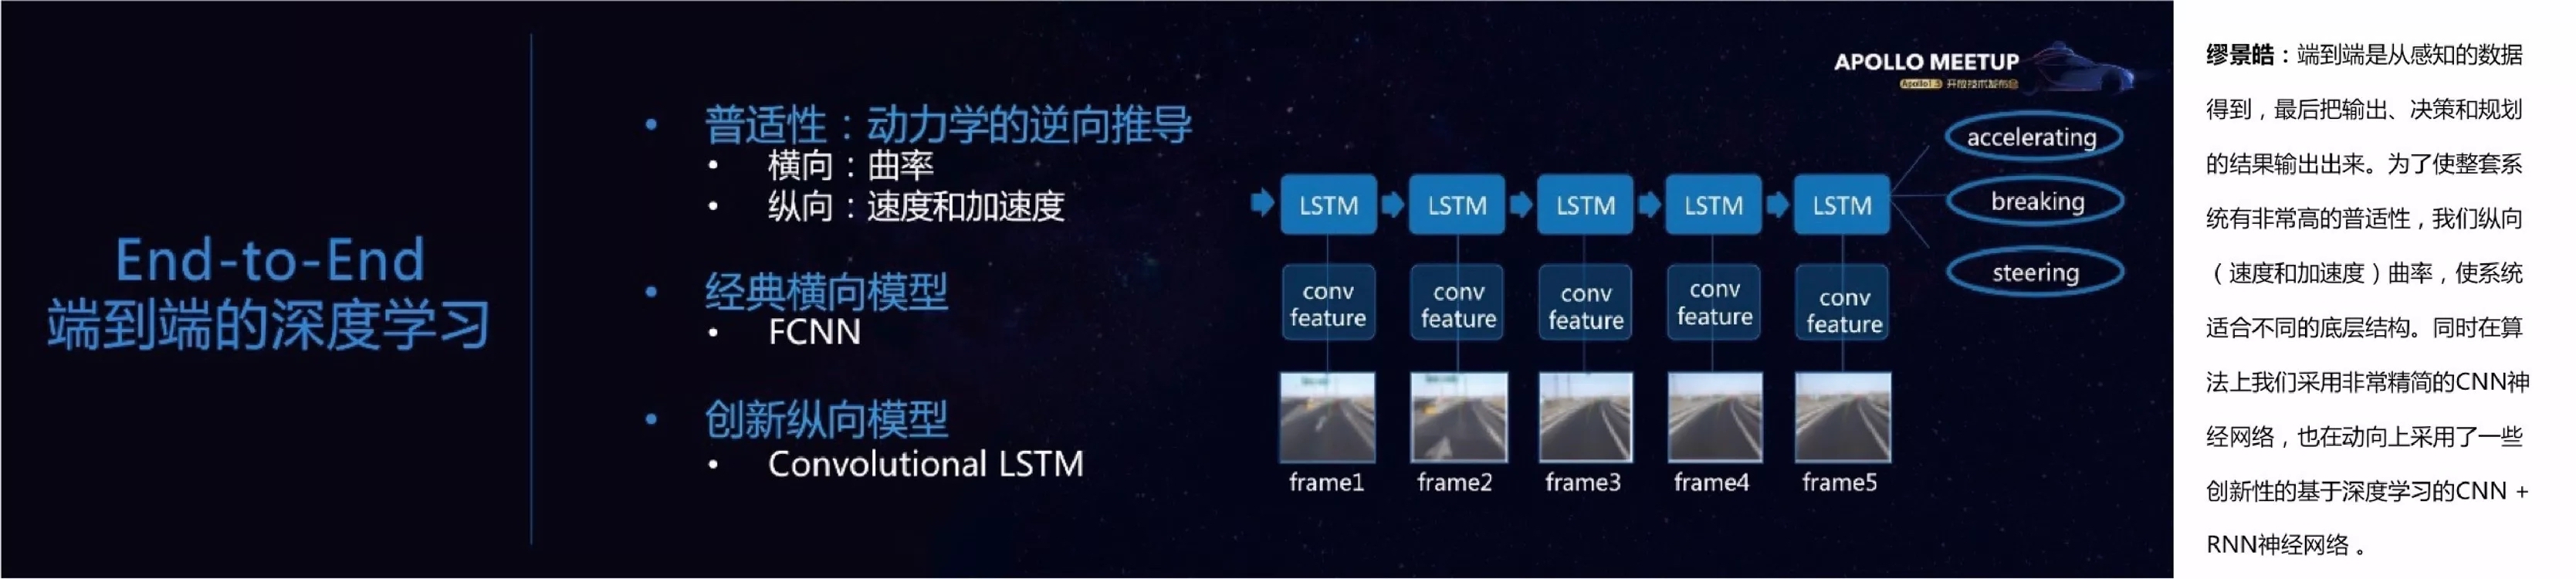 End-to-End
端到端的深度学习
• 普适性：动力学的逆向推导
• 横向：曲率
• 纵向：速度和加速度
• 经典横向模型
• FCNN
• 创新纵向模型
• Convolutional LSTM
APOLLO MEETUP
Apollo1.5 开放技术发布会
LSTM LSTM LSTM LSTM LSTM
accelerating
breaking
steering
conv conv conv conv conv
feature feature feature feature feature
frame1 frame2 frame3 frame4 frame5
缪景皓：端到端是从感知的数据
得到，最后把输出、决策和规划
的结果输出出来。为了使整套系
统有非常高的普适性，我们纵向
（速度和加速度）曲率，使系统
适合不同的底层结构。同时在算
法上我们采用非常精简的CNN神
经网络，也在动向上采用了一些
创新性的基于深度学习的CNN +
RNN神经网络 。